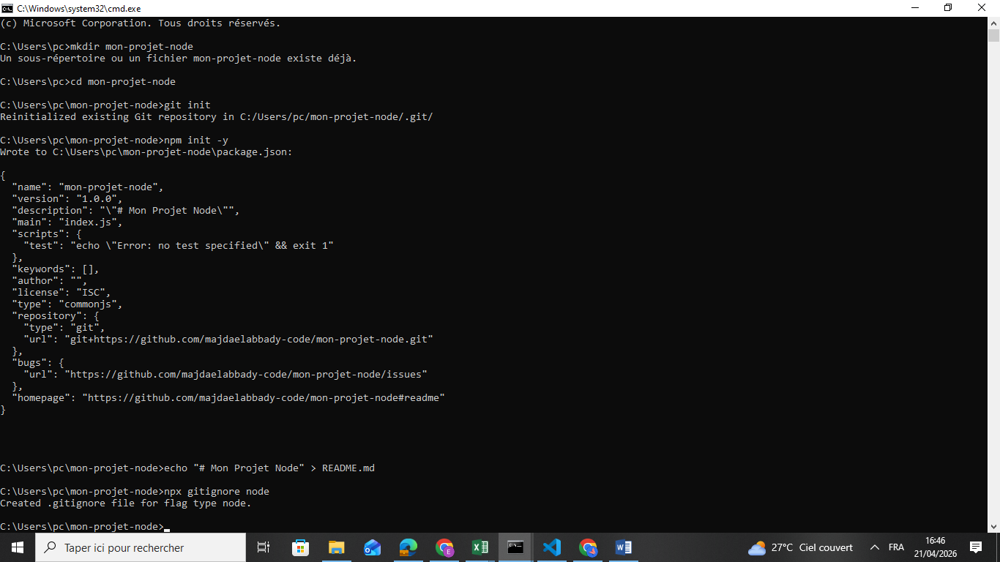 C:\Windows\system32\cmd.exe
(c) Microsoft Corporation. Tous droits réservés.
C:\Users\pc>mkdir mon-projet-node
Un sous-répertoire ou un fichier mon-projet-node existe déjà.
C:\Users\pc>cd mon-projet-node
C:\Users\pc\mon-projet-node>git init
Reinitialized existing Git repository in C:/Users/pc/mon-projet-node/.git/
C:\Users\pc\mon-projet-node>npm init -y
Wrote to C:\Users\pc\mon-projet-node\package.json:
{
  "name": "mon-projet-node",
  "version": "1.0.0",
  "description": "\"# Mon Projet Node\"",
  "main": "index.js",
  "scripts": {
    "test": "echo \"Error: no test specified\" && exit 1"
  },
  "keywords": [],
  "author": "",
  "license": "ISC",
  "type": "commonjs",
  "repository": {
    "type": "git",
    "url": "git+https://github.com/majdaelabbady-code/mon-projet-node.git"
  },
  "bugs": {
    "url": "https://github.com/majdaelabbady-code/mon-projet-node/issues"
  },
  "homepage": "https://github.com/majdaelabbady-code/mon-projet-node#readme"
}
C:\Users\pc\mon-projet-node>echo "# Mon Projet Node" > README.md
C:\Users\pc\mon-projet-node>npx gitignore node
Created .gitignore file for flag type node.
C:\Users\pc\mon-projet-node>
Taper ici pour rechercher
27°C Ciel couvert
FRA
16:46
21/04/2026